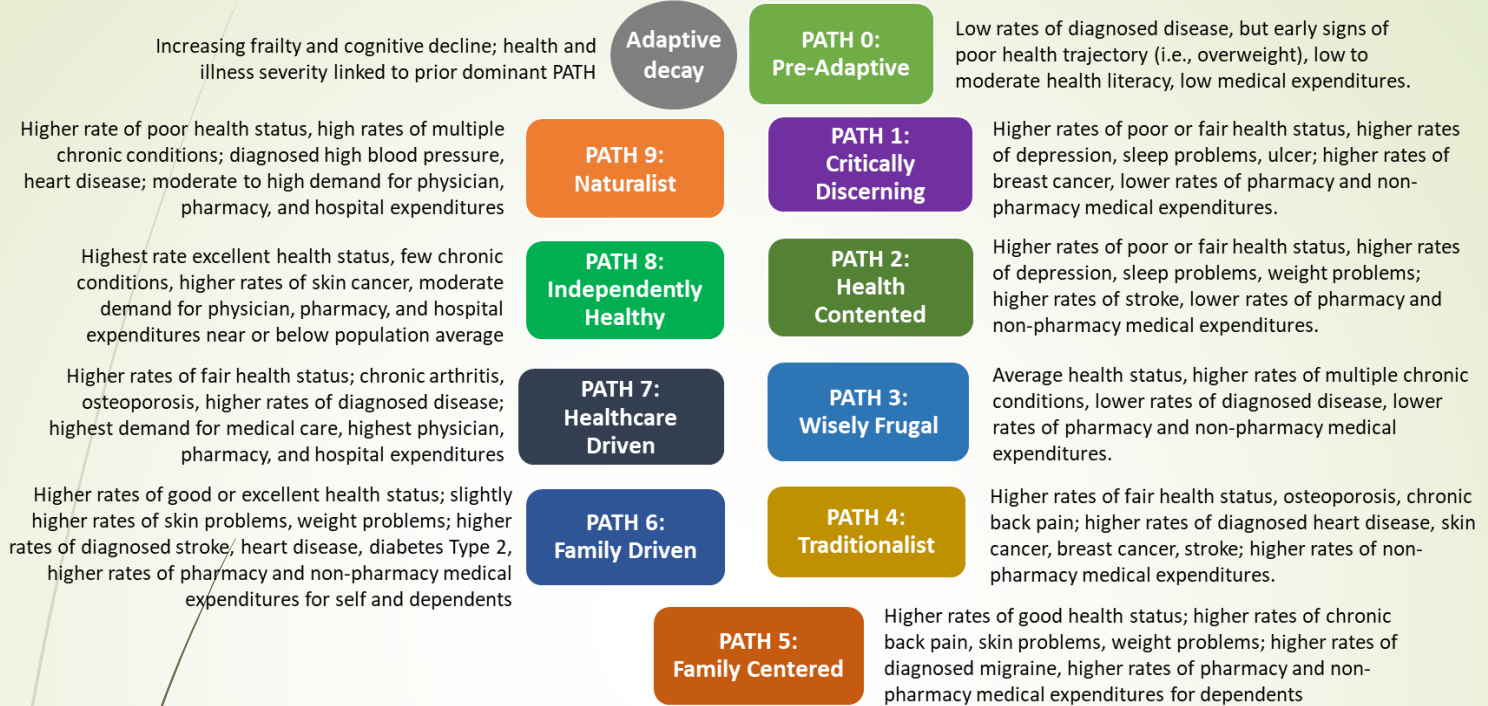 Increasing frailty and cognitive decline; health and
illness severity linked to prior dominant PATH
Adaptive
decay
PATH 0:
Pre-Adaptive
Low rates of diagnosed disease, but early signs of
poor health trajectory (i.e., overweight), low to
moderate health literacy, low medical expenditures.
Higher rate of poor health status, high rates of multiple
chronic conditions; diagnosed high blood pressure,
heart disease; moderate to high demand for physician,
pharmacy, and hospital expenditures
PATH 9:
Naturalist
PATH 1:
Critically
Discerning
Higher rates of poor or fair health status, higher rates
of depression, sleep problems, ulcer; higher rates of
breast cancer, lower rates of pharmacy and non-
pharmacy medical expenditures.
Highest rate excellent health status, few chronic
conditions, higher rates of skin cancer, moderate
demand for physician, pharmacy, and hospital
expenditures near or below population average
PATH 8:
Independently
Healthy
PATH 2:
Health
Contented
Higher rates of poor or fair health status, higher rates
of depression, sleep problems, weight problems;
higher rates of stroke, lower rates of pharmacy and
non-pharmacy medical expenditures.
Higher rates of fair health status; chronic arthritis,
osteoporosis, higher rates of diagnosed disease;
highest demand for medical care, highest physician,
pharmacy, and hospital expenditures
PATH 7:
Healthcare
Driven
PATH 3:
Wisely Frugal
Average health status, higher rates of multiple chronic
conditions, lower rates of diagnosed disease, lower
rates of pharmacy and non-pharmacy medical
expenditures.
Higher rates of good or excellent health status; slightly
higher rates of skin problems, weight problems; higher
rates of diagnosed stroke, heart disease, diabetes Type 2,
higher rates of pharmacy and non-pharmacy medical
expenditures for self and dependents
PATH 6:
Family Driven
PATH 4:
Traditionalist
Higher rates of fair health status, osteoporosis, chronic
back pain; higher rates of diagnosed heart disease, skin
cancer, breast cancer, stroke; higher rates of non-
pharmacy medical expenditures.
PATH 5:
Family Centered
Higher rates of good health status; higher rates of chronic
back pain, skin problems, weight problems; higher rates of
diagnosed migraine, higher rates of pharmacy and non-
pharmacy medical expenditures for dependents